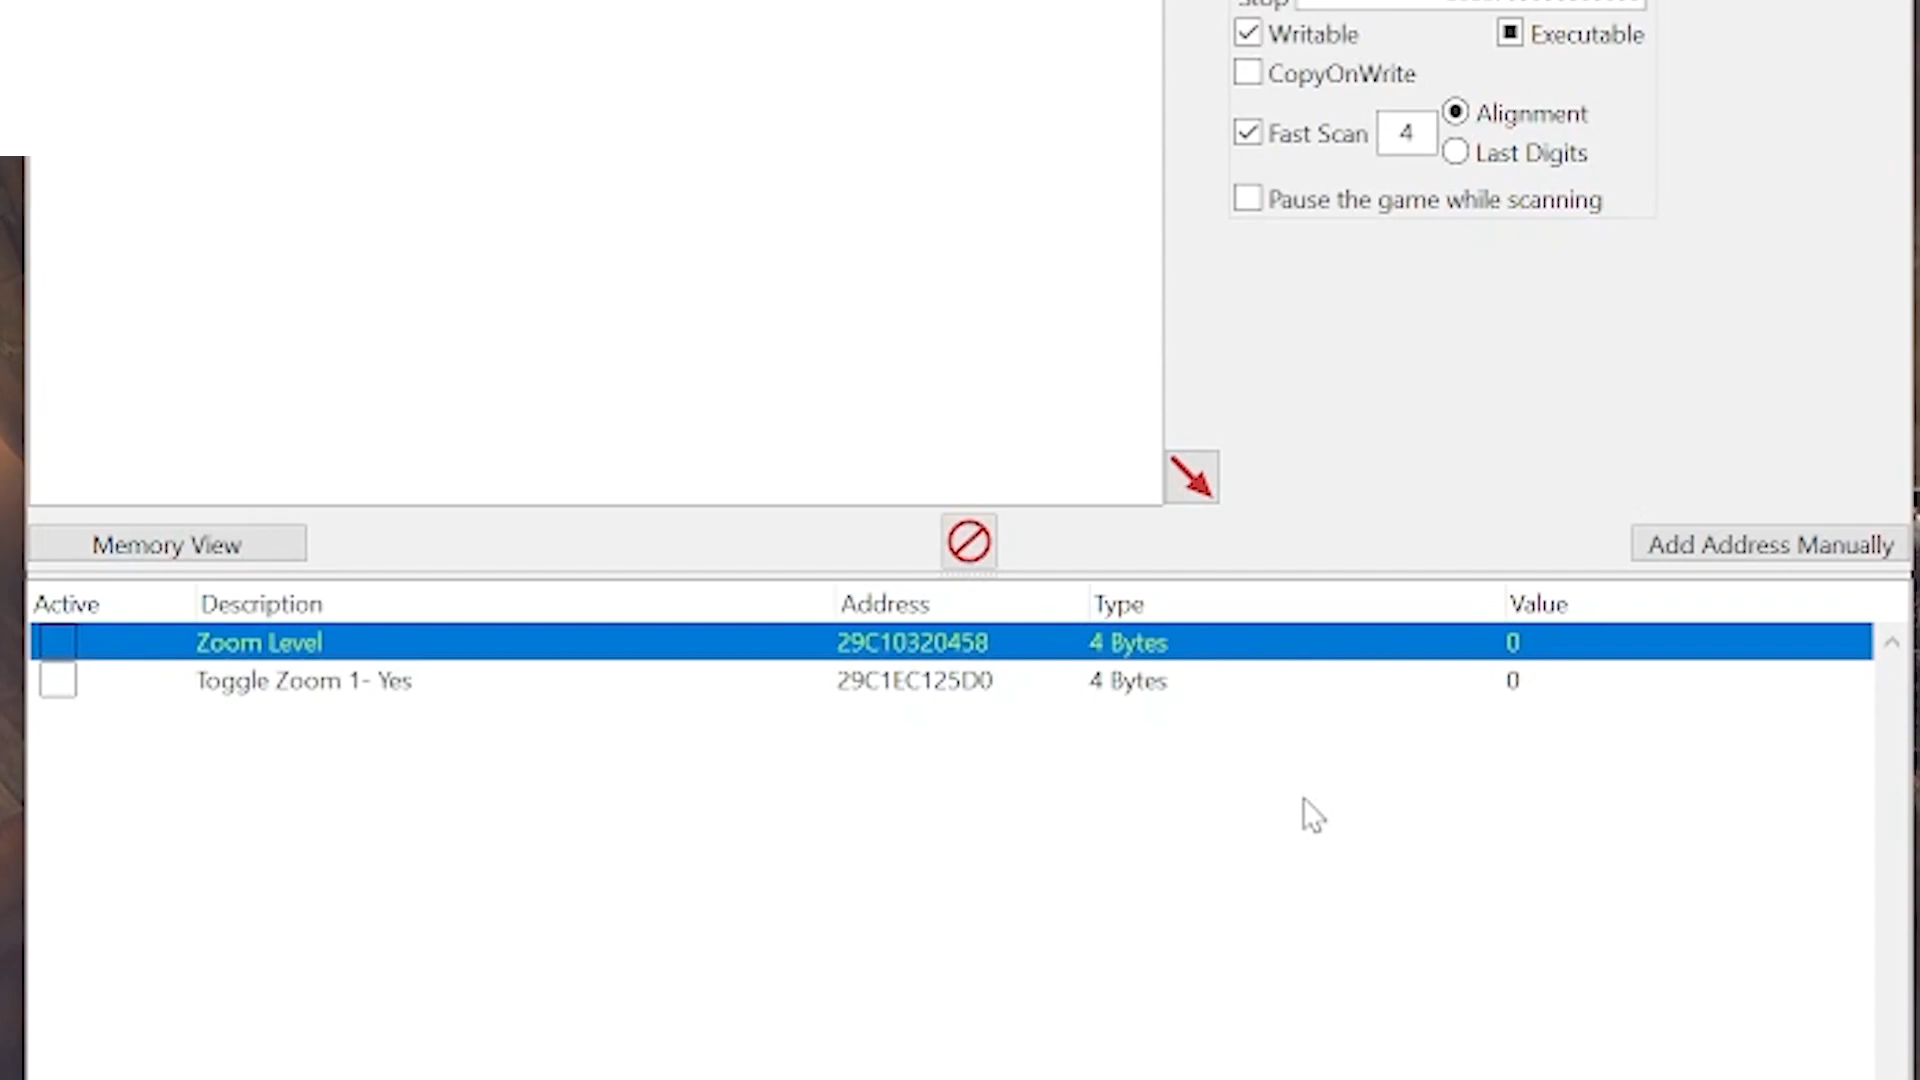 Stop
Writable
Executable
CopyOnWrite
Fast Scan 4
Alignment
Last Digits
Pause the game while scanning
Memory View
Add Address Manually
Active Description Address Type Value
Zoom Level 29C10320458 4 Bytes 0
Toggle Zoom 1- Yes 29C1EC125D0 4 Bytes 0